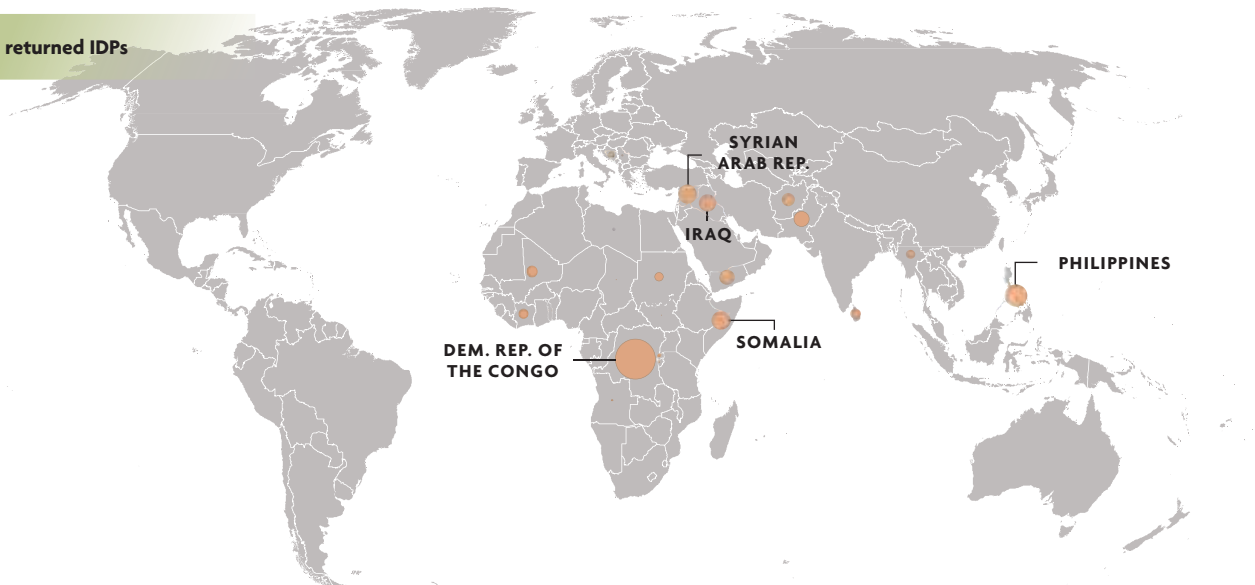 returned IDPs
SYRIAN
ARAB REP.
IRAQ
PHILIPPINES
SOMALIA
DEM. REP. OF
THE CONGO